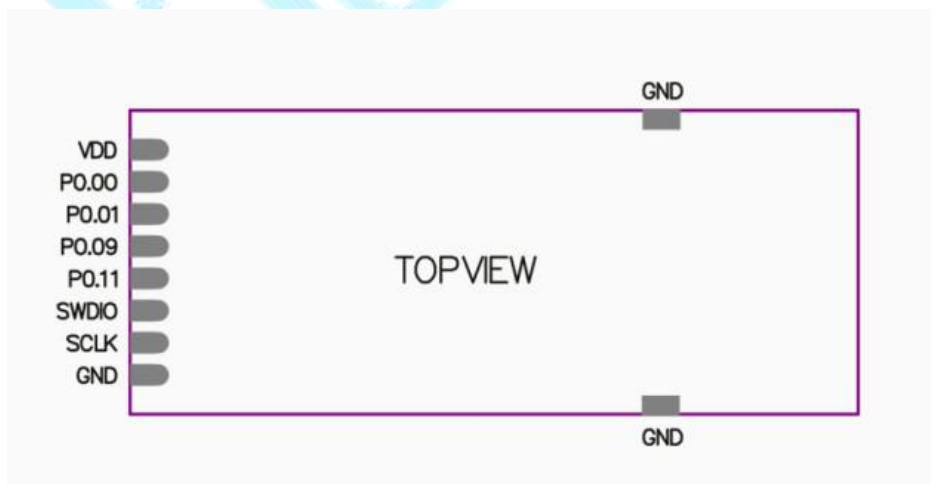 GND
VDD
P0.00
P0.01
P0.09
P0.11
SWDIO
SCLK
GND
TOPVIEW
GND